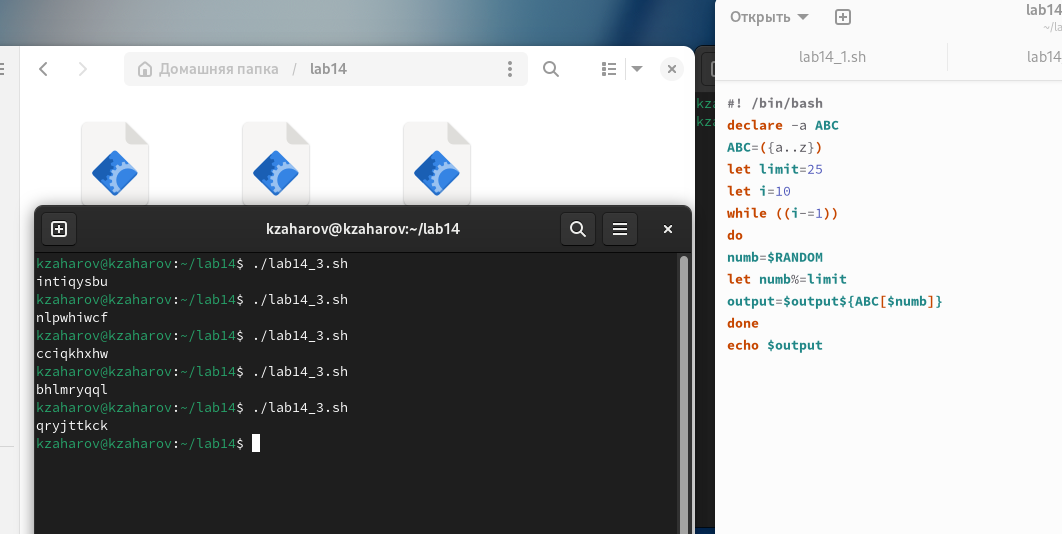 Открыть
lab14
~/la
Домашняя папка / lab14
lab14_1.sh
lab14
kza
kza
#! /bin/bash
declare -a ABC
ABC=({a..z})
let limit=25
let i=10
while ((i-=1))
do
numb=$RANDOM
let numb%=limit
output=$output${ABC[$numb]}
done
echo $output
kzaharov@kzaharov:~/lab14
kzaharov@kzaharov:~/lab14$ ./lab14_3.sh
intiqysbu
kzaharov@kzaharov:~/lab14$ ./lab14_3.sh
nlpwhiwcf
kzaharov@kzaharov:~/lab14$ ./lab14_3.sh
cciqkhxhw
kzaharov@kzaharov:~/lab14$ ./lab14_3.sh
bhlmryqql
kzaharov@kzaharov:~/lab14$ ./lab14_3.sh
qryjttkck
kzaharov@kzaharov:~/lab14$